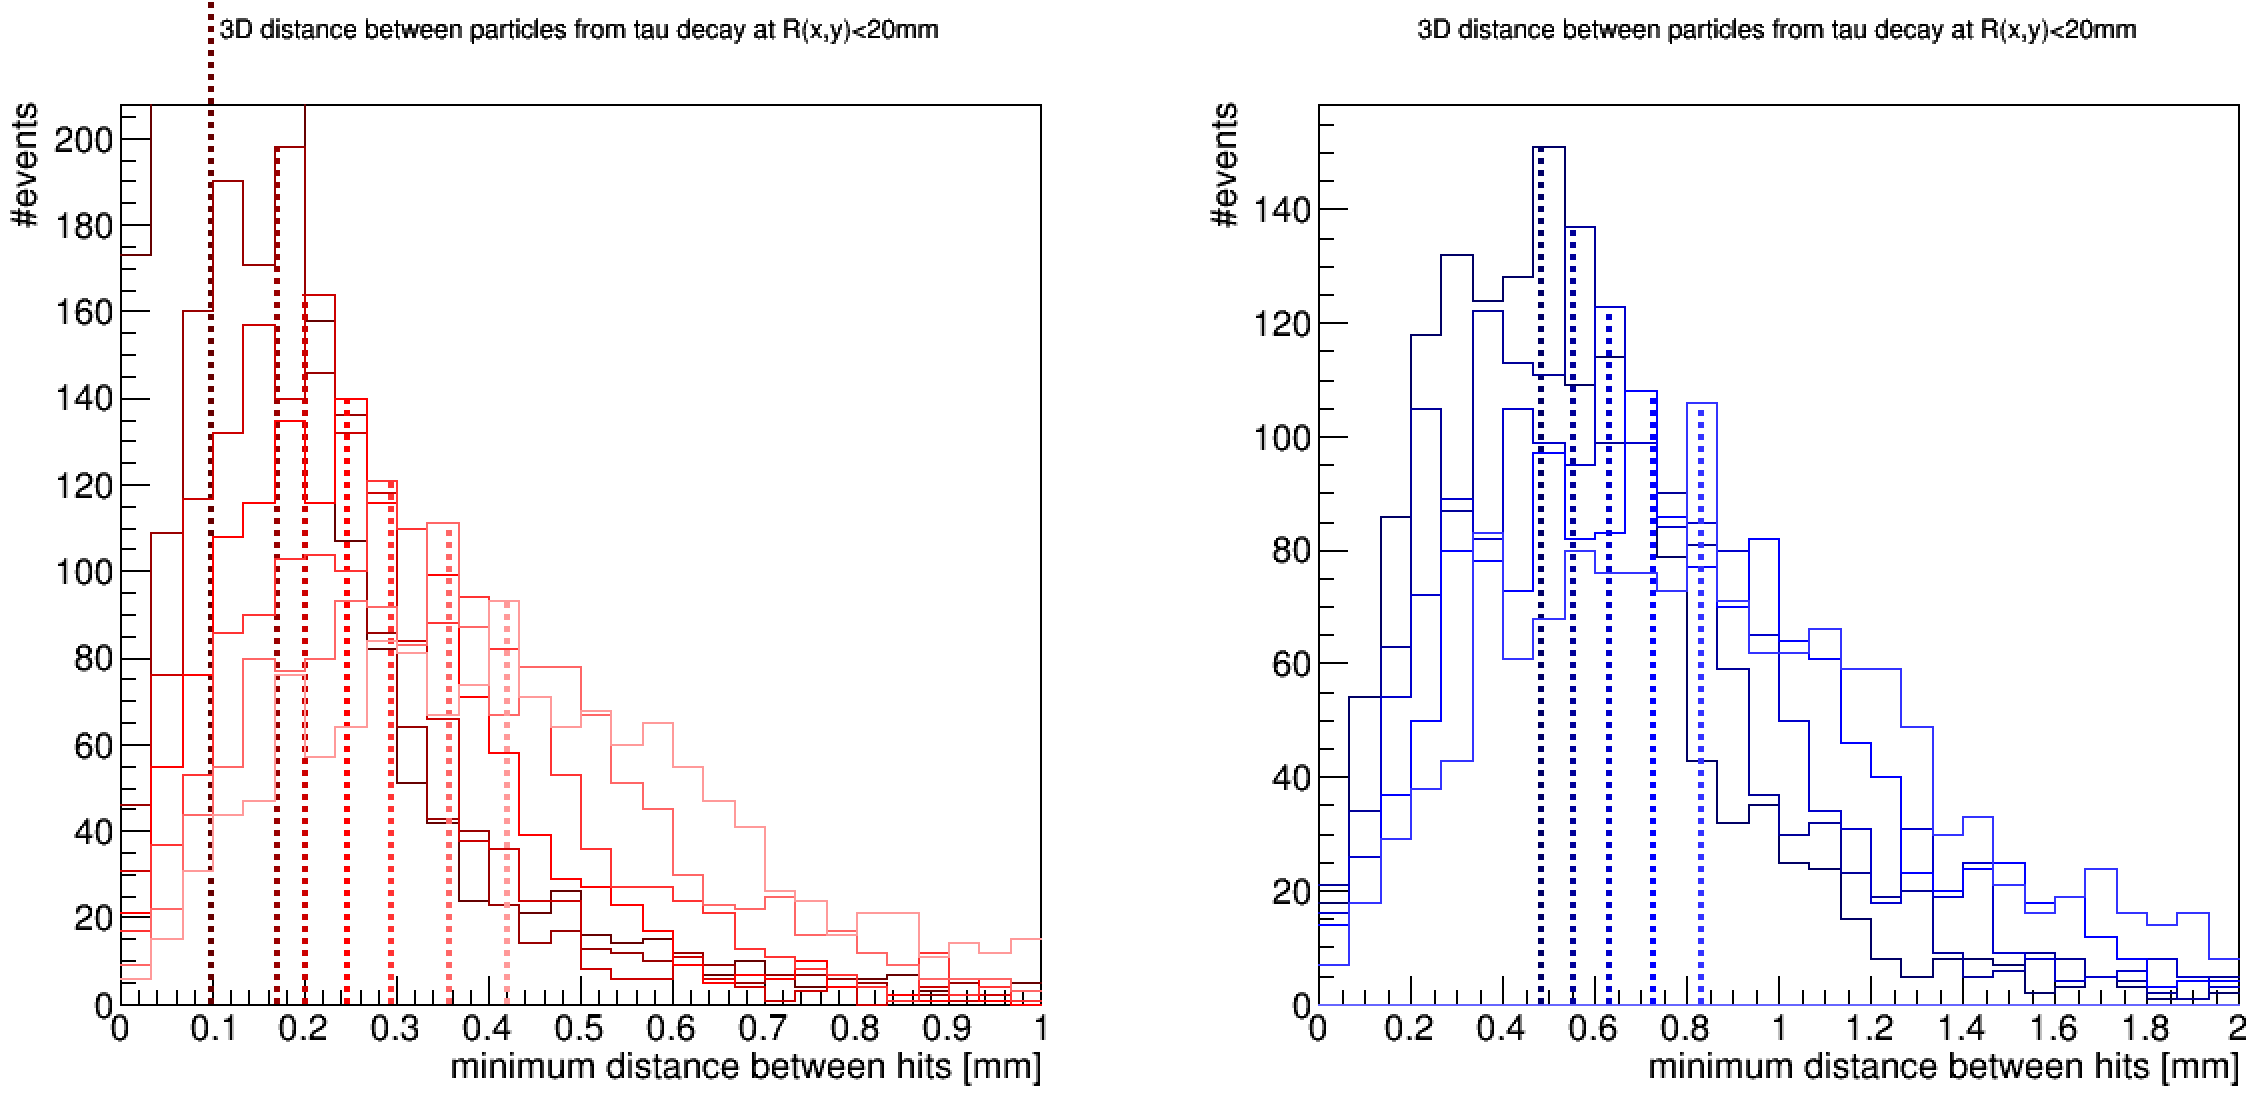 3D distance between particles from tau decay at R(x,y)<20mm
#events
200
180
160
140
120
100
80
60
40
20
0
0 0.1 0.2 0.3 0.4 0.5 0.6 0.7 0.8 0.9 1
minimum distance between hits [mm]
3D distance between particles from tau decay at R(x,y)<20mm
#events
140
120
100
80
60
40
20
0
0 0.2 0.4 0.6 0.8 1 1.2 1.4 1.6 1.8 2
minimum distance between hits [mm]